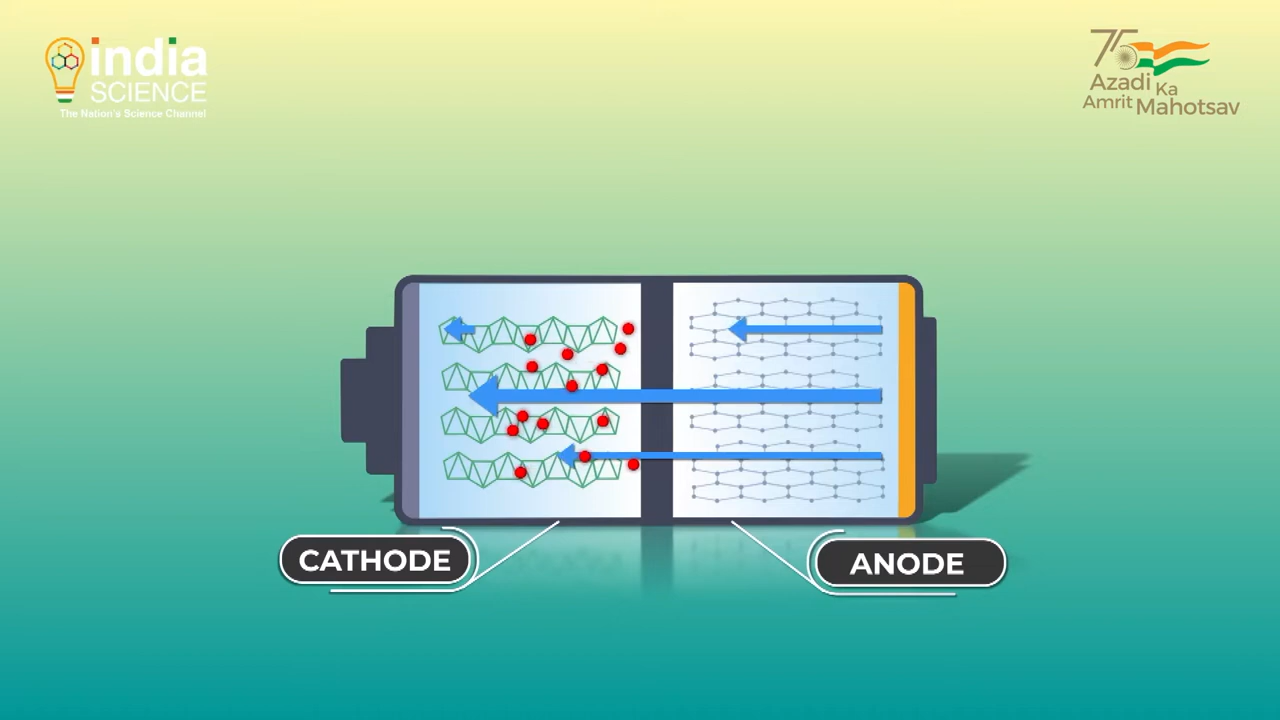 india
SCIENCE
The Nation's Science Channel
75
Azadi Ka
Amrit Mahotsav
CATHODE
ANODE